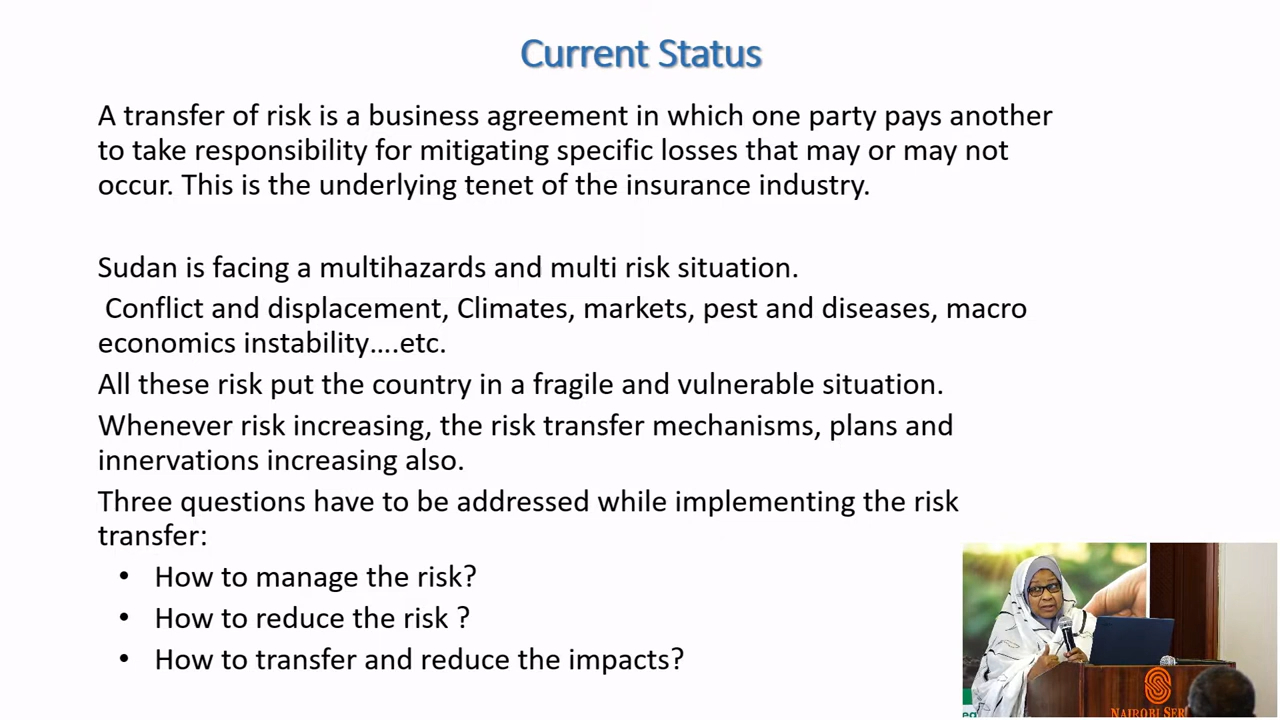 Current Status
A transfer of risk is a business agreement in which one party pays another
to take responsibility for mitigating specific losses that may or may not
occur. This is the underlying tenet of the insurance industry.
Sudan is facing a multihazards and multi risk situation.
Conflict and displacement, Climates, markets, pest and diseases, macro
economics instability....etc.
All these risk put the country in a fragile and vulnerable situation.
Whenever risk increasing, the risk transfer mechanisms, plans and
innervations increasing also.
Three questions have to be addressed while implementing the risk
transfer:
• How to manage the risk?
• How to reduce the risk ?
• How to transfer and reduce the impacts?
NAIROBI SER